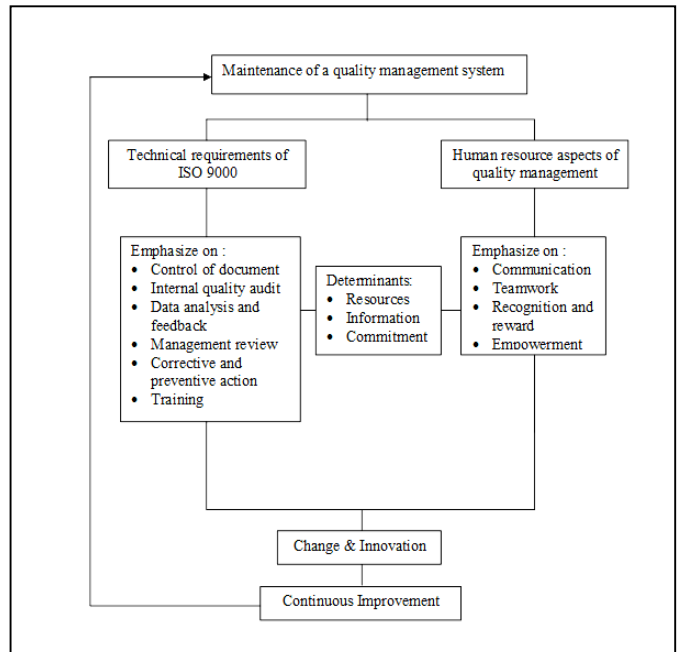 Maintenance of a quality management system
Technical requirements of
ISO 9000
Human resource aspects of
quality management
Emphasize on :
• Control of document
• Internal quality audit
• Data analysis and
feedback
• Management review
• Corrective and
preventive action
• Training
Determinants:
• Resources
• Information
• Commitment
Emphasize on :
• Communication
• Teamwork
• Recognition and
reward
• Empowerment
Change & Innovation
Continuous Improvement